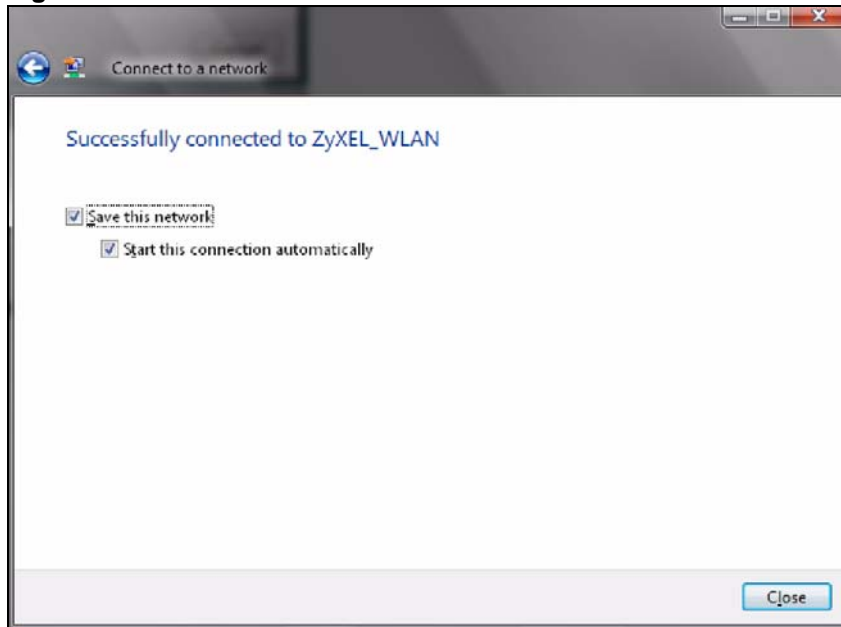 Connect to a network
Successfully connected to ZyXEL_WLAN
Save this network
Start this connection automatically
Close